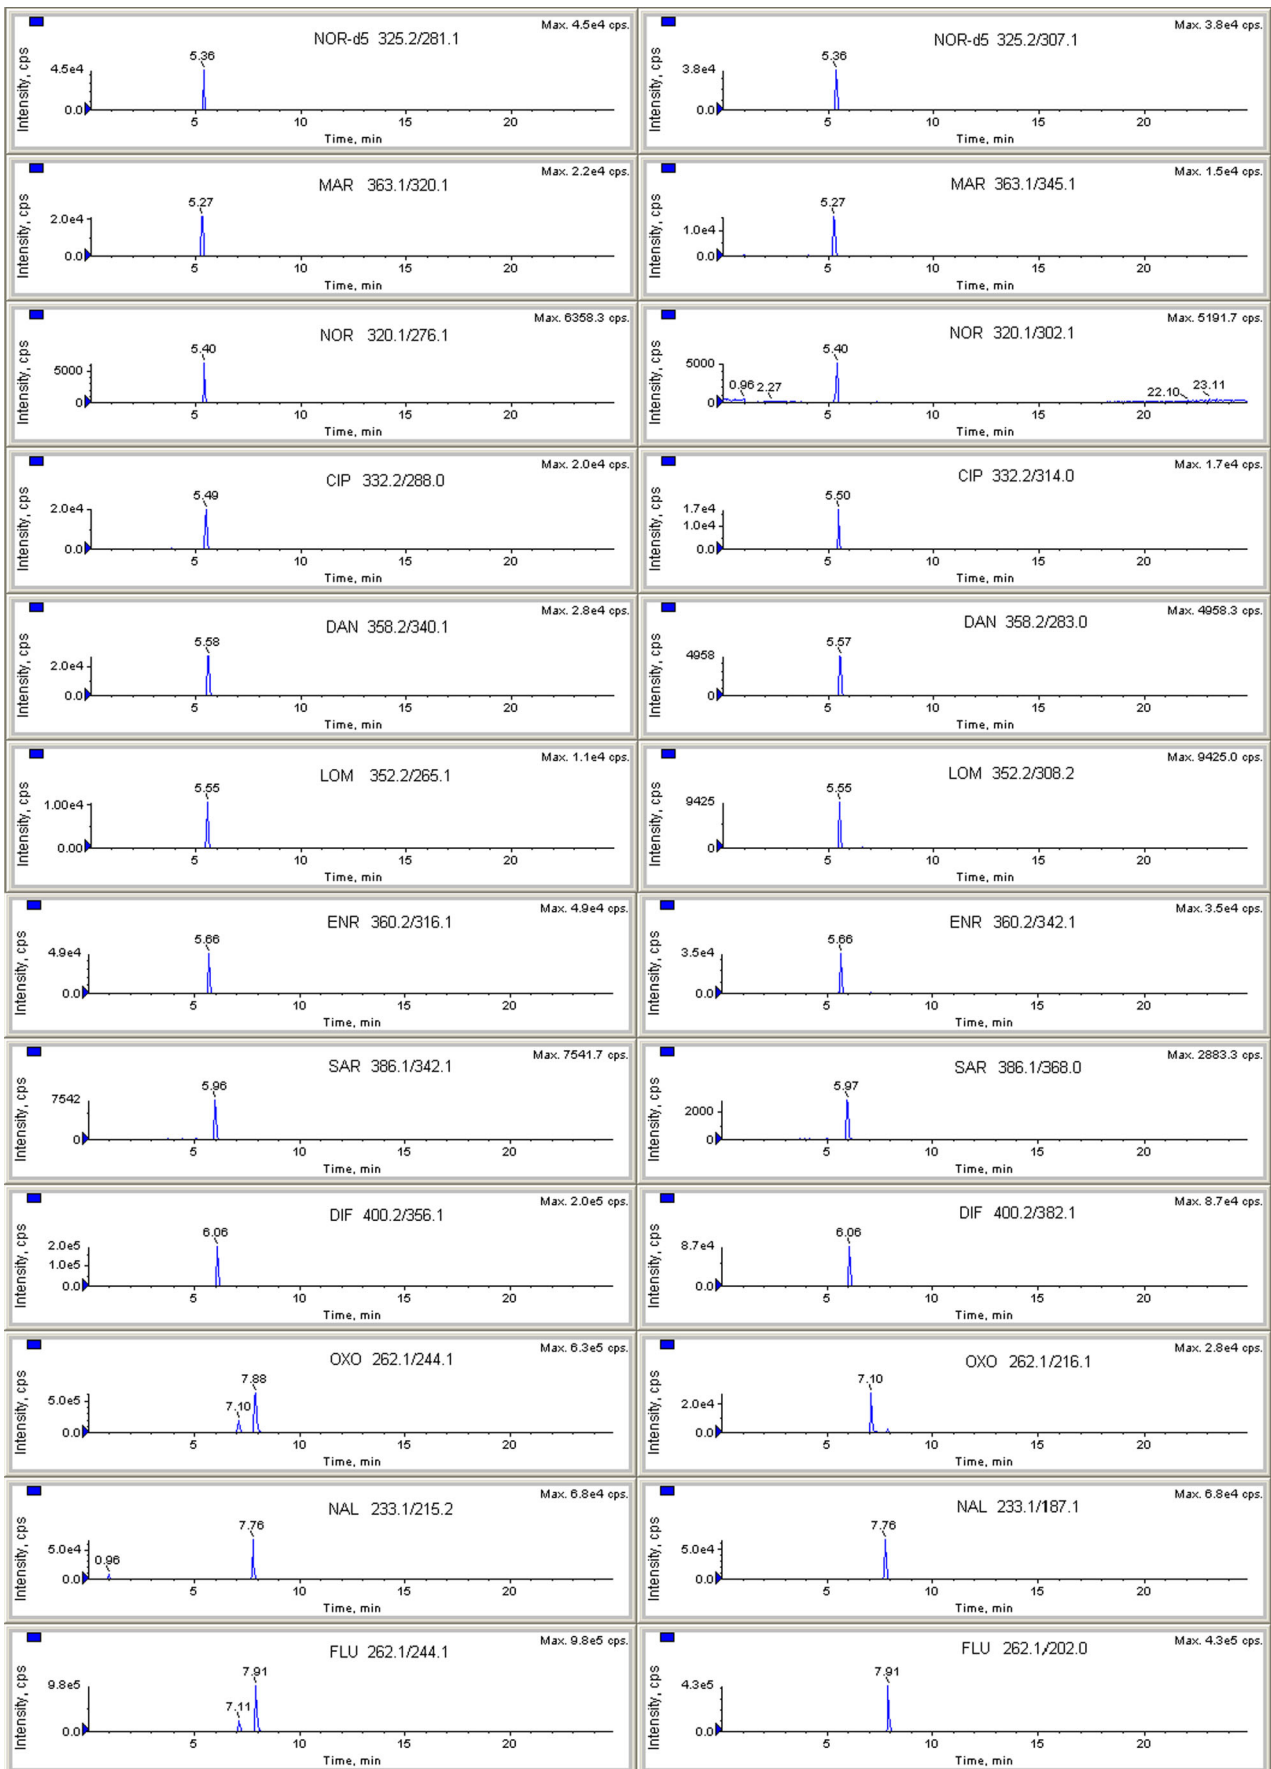 Max. 4.5e4 cps.
NOR-d5 325.2/281.1
5.36
4.5e4
0.0
5 10 15 20
Time, min
Intensity, cps
Max. 3.8e4 cps.
NOR-d5 325.2/307.1
5.36
3.8e4
0.0
5 10 15 20
Time, min
Intensity, cps
Max. 2.2e4 cps.
MAR 363.1/320.1
5.27
2.0e4
0.0
5 10 15 20
Time, min
Intensity, cps
Max. 1.5e4 cps.
MAR 363.1/345.1
5.27
1.0e4
0.0
5 10 15 20
Time, min
Intensity, cps
Max. 6358.3 cps.
NOR 320.1/276.1
5.40
5000
0
5 10 15 20
Time, min
Intensity, cps
Max. 5191.7 cps.
NOR 320.1/302.1
5.40
5000
0.96 2.27 22.10 23.11
0
5 10 15 20
Time, min
Intensity, cps
Max. 2.0e4 cps.
CIP 332.2/288.0
5.49
2.0e4
0.0
5 10 15 20
Time, min
Intensity, cps
Max. 1.7e4 cps.
CIP 332.2/314.0
5.50
1.7e4
1.0e4
0.0
5 10 15 20
Time, min
Intensity, cps
Max. 2.8e4 cps.
DAN 358.2/340.1
5.58
2.0e4
0.0
5 10 15 20
Time, min
Intensity, cps
Max. 4958.3 cps.
DAN 358.2/283.0
5.57
4958
0
5 10 15 20
Time, min
Intensity, cps
Max. 1.1e4 cps.
LOM 352.2/265.1
5.55
1.00e4
0.00
5 10 15 20
Time, min
Intensity, cps
Max. 9425.0 cps.
LOM 352.2/308.2
5.55
9425
0
5 10 15 20
Time, min
Intensity, cps
Max. 4.9e4 cps.
ENR 360.2/316.1
5.66
4.9e4
0.0
5 10 15 20
Time, min
Intensity, cps
Max. 3.5e4 cps.
ENR 360.2/342.1
5.66
3.5e4
0.0
5 10 15 20
Time, min
Intensity, cps
Max. 7541.7 cps.
SAR 386.1/342.1
5.96
7542
0
5 10 15 20
Time, min
Intensity, cps
Max. 2883.3 cps.
SAR 386.1/368.0
5.97
2000
0
5 10 15 20
Time, min
Intensity, cps
Max. 2.0e5 cps.
DIF 400.2/356.1
6.06
2.0e5
1.0e5
0.0
5 10 15 20
Time, min
Intensity, cps
Max. 8.7e4 cps.
DIF 400.2/382.1
6.06
8.7e4
0.0
5 10 15 20
Time, min
Intensity, cps
Max. 6.3e5 cps.
OXO 262.1/244.1
7.88
5.0e5
7.10
0.0
5 10 15 20
Time, min
Intensity, cps
Max. 2.8e4 cps.
OXO 262.1/216.1
7.10
2.0e4
0.0
5 10 15 20
Time, min
Intensity, cps
Max. 6.8e4 cps.
NAL 233.1/215.2
7.76
5.0e4
0.96
0.0
5 10 15 20
Time, min
Intensity, cps
Max. 6.8e4 cps.
NAL 233.1/187.1
7.76
5.0e4
0.0
5 10 15 20
Time, min
Intensity, cps
Max. 9.8e5 cps.
FLU 262.1/244.1
7.91
9.8e5
7.11
0.0
5 10 15 20
Time, min
Intensity, cps
Max. 4.3e5 cps.
FLU 262.1/202.0
7.91
4.3e5
0.0
5 10 15 20
Time, min
Intensity, cps